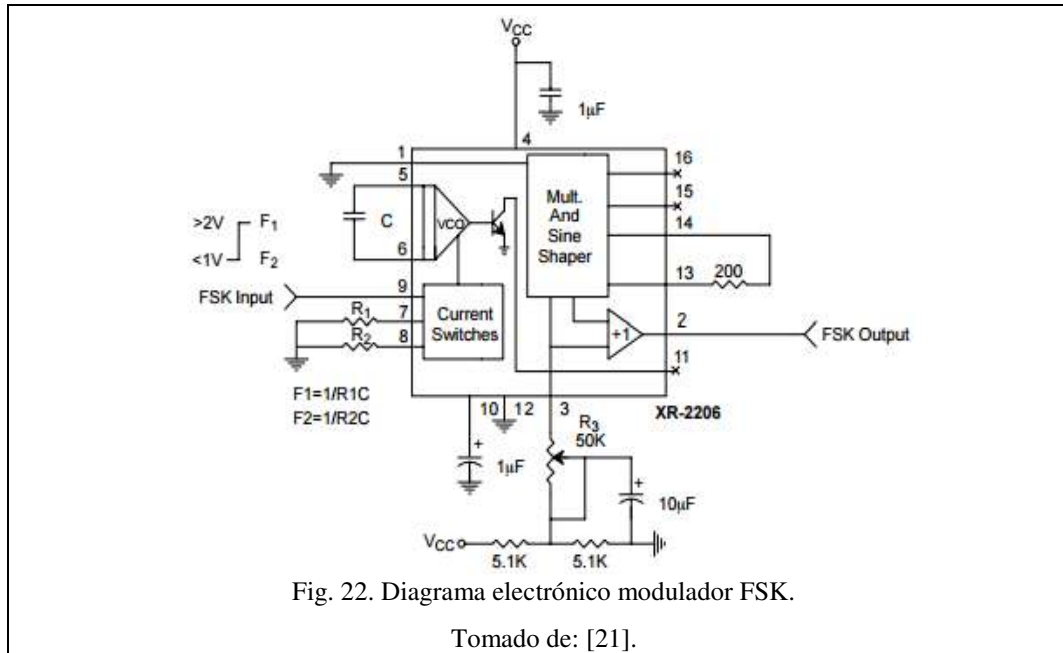 VCC
1µF
4
1
16
5
15
Mult.
And
Sine
Shaper
14
C
VCO
>2V
F1
<1V
F2
6
13
200
9
FSK Input
R1
7
Current
Switches
2
+1
FSK Output
R2
8
11
F1=1/R1C
F2=1/R2C
10
12
3
XR-2206
R3
50K
+
1µF
+
10µF
VCC
5.1K
5.1K
Fig. 22. Diagrama electrónico modulador FSK.
Tomado de: [21].